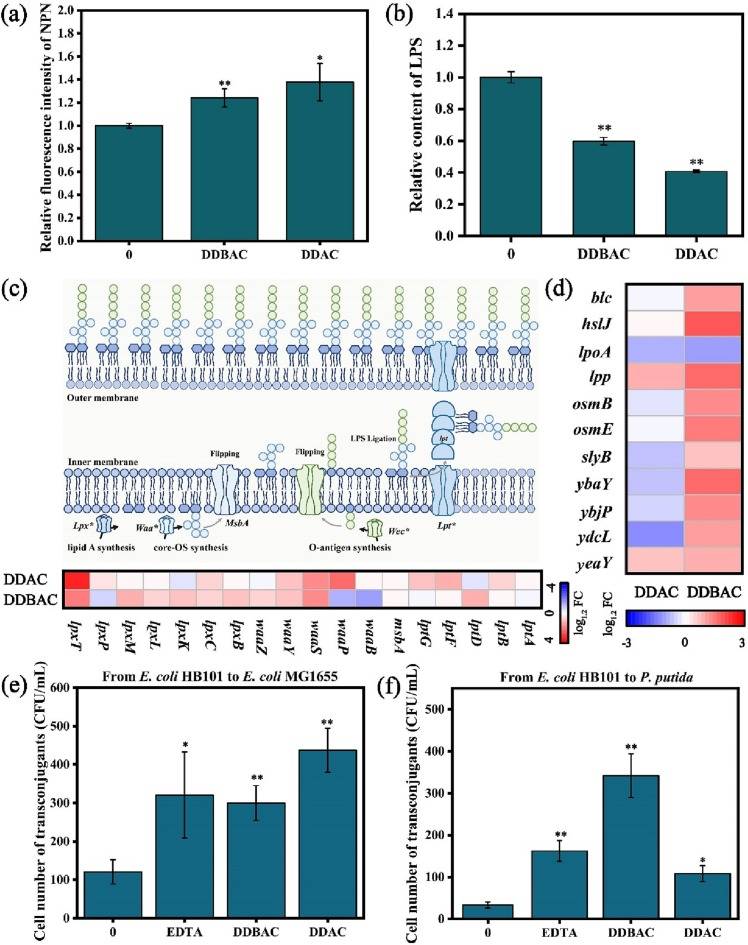 (a)
Relative fluorescence intensity of NPN
2.0
1.8
1.6
1.4
1.2
1.0
0.8
0.6
0.4
0.2
0.0
**
*
0 DDBAC DDAC
(b)
Relative content of LPS
1.4
1.2
1.0
0.8
0.6
0.4
0.2
0.0
**
**
0 DDBAC DDAC
(c)
Outer membrane
lpt
LPS Ligation
Inner membrane
Flipping
Flipping
Lpx*
Waa*
MsbA
Wec*
Lpt*
lipid A synthesis
core-OS synthesis
O-antigen synthesis
DDAC
DDBAC
lpxT lpxP lpxM lpxL lpxK lpxC lpxB waaZ waaY waaS waaP waaB msbA lptG lptF lptD lptB lptA
4
4
log1.2 FC
(d)
blc
hslJ
lpoA
lpp
osmB
osmE
slyB
ybaY
ybjP
ydcL
yeaY
DDAC DDBAC
log1.2 FC
-3 0 3
(e)
From E. coli HB101 to E. coli MG1655
Cell number of transconjugants (CFU/mL)
600
500
400
300
200
100
0
*
**
**
0 EDTA DDBAC DDAC
(f)
From E. coli HB101 to P. putida
Cell number of transconjugants (CFU/mL)
500
400
300
200
100
0
**
**
*
0 EDTA DDBAC DDAC